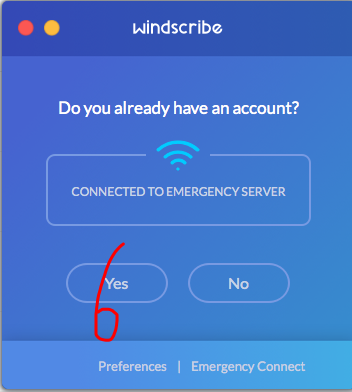 windscribe
Do you already have an account?
CONNECTED TO EMERGENCY SERVER
Yes No
6
Preferences | Emergency Connect